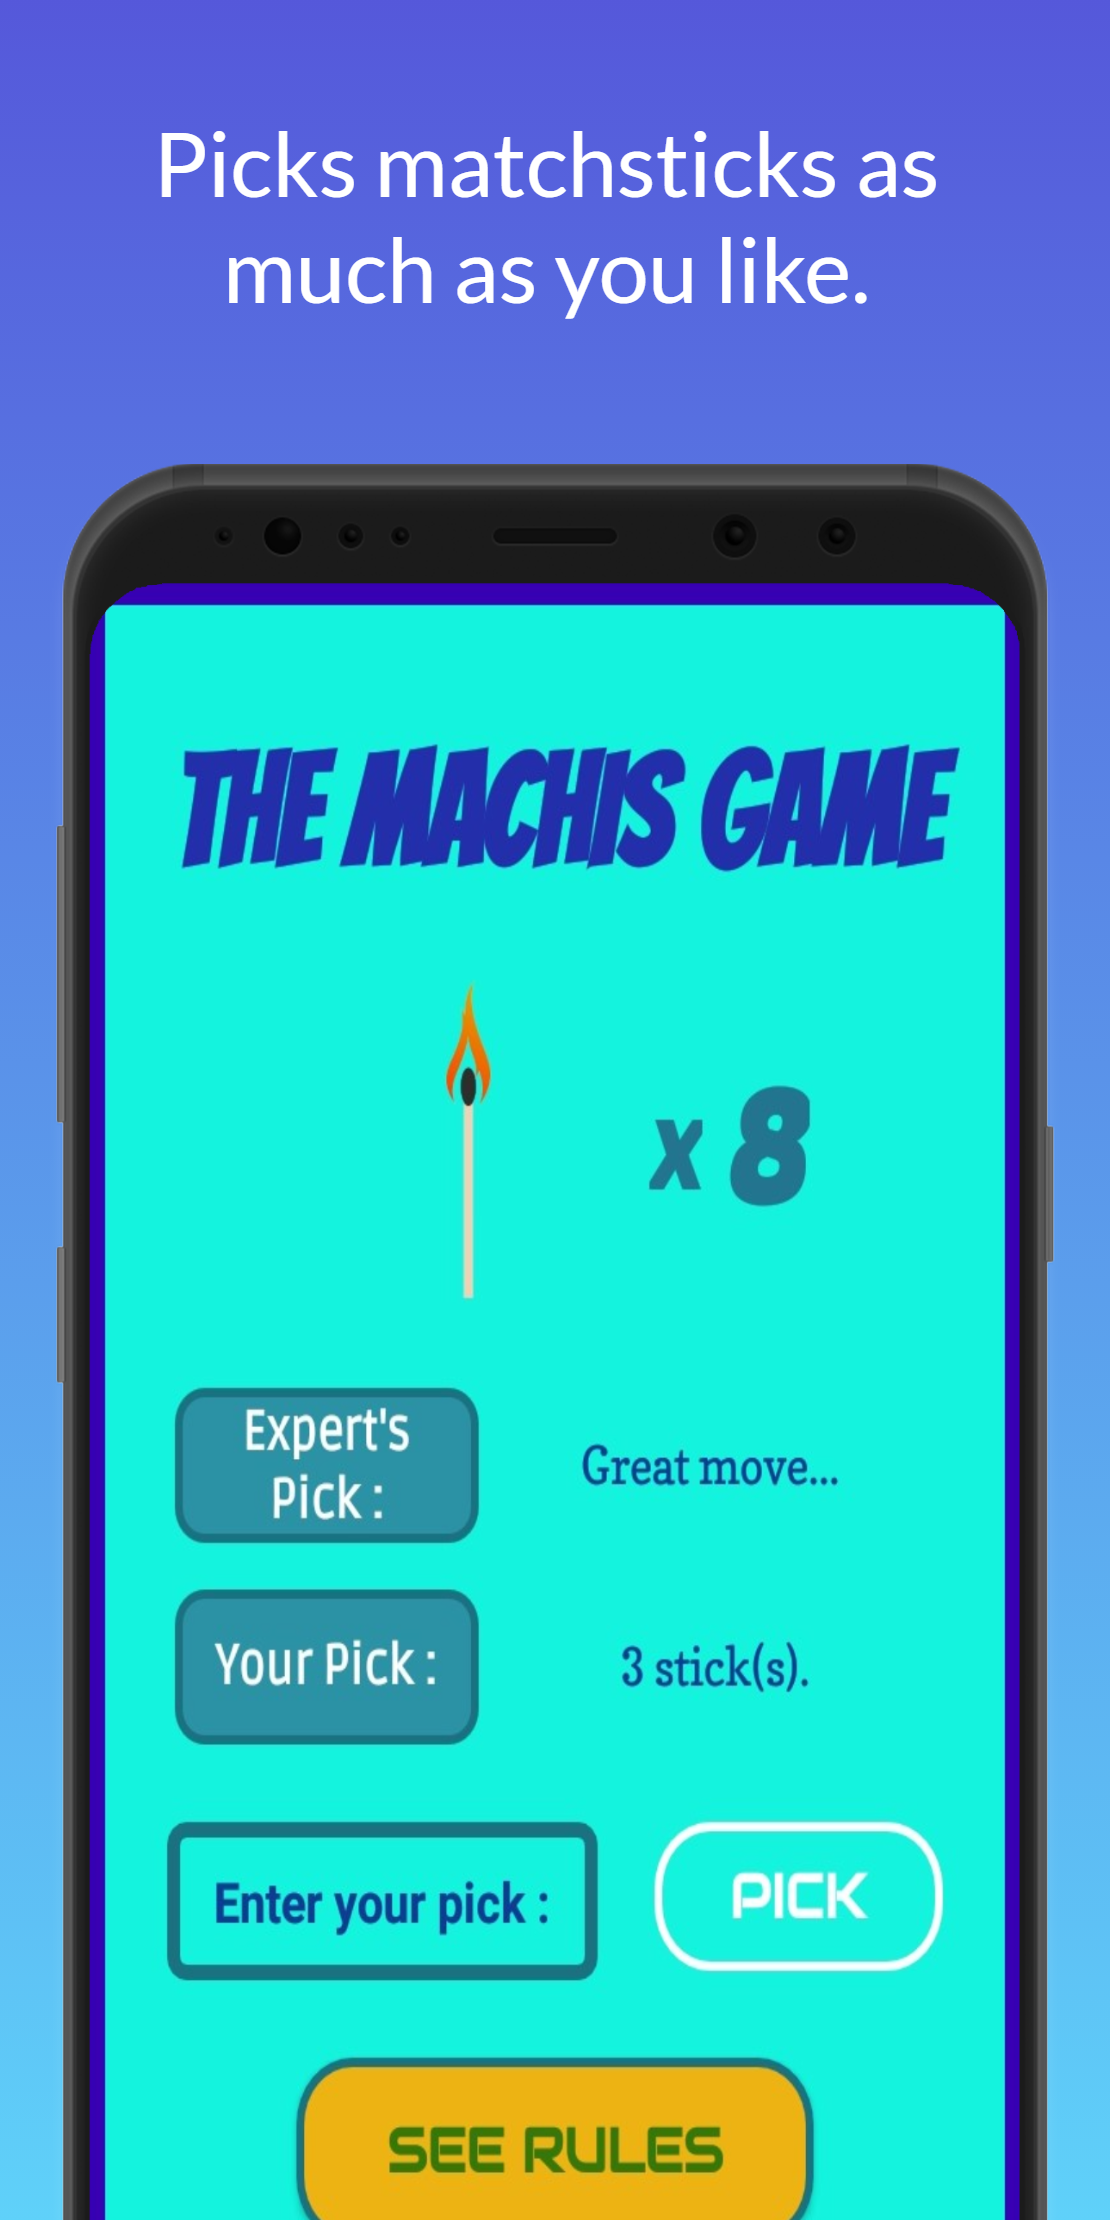 Picks matchsticks as
much as you like.
THE MACHIS GAME
x 8
Expert's
Pick :
Great move...
Your Pick :
3 stick(s).
Enter your pick :
PICK
SEE RULES